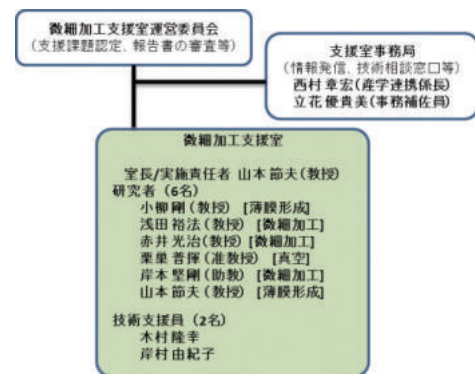 微細加工支援室運営委員会
(支援課題認定、報告書の審査等)
支援室事務局
(情報発信、技術相談窓口等)
西村章宏(産学連携係長)
立花優貴美(事務補佐員)
微細加工支援室
室長/実施責任者 山本節夫(教授)
研究者(6名)
小柳剛(教授) [薄膜形成]
浅田裕法(教授) [微細加工]
赤井光治(教授) [微細加工]
栗巣普揮(准教授) [真空]
岸本堅剛(助教) [微細加工]
山本節夫(教授) [薄膜形成]
技術支援員(2名)
木村隆幸
岸村由紀子